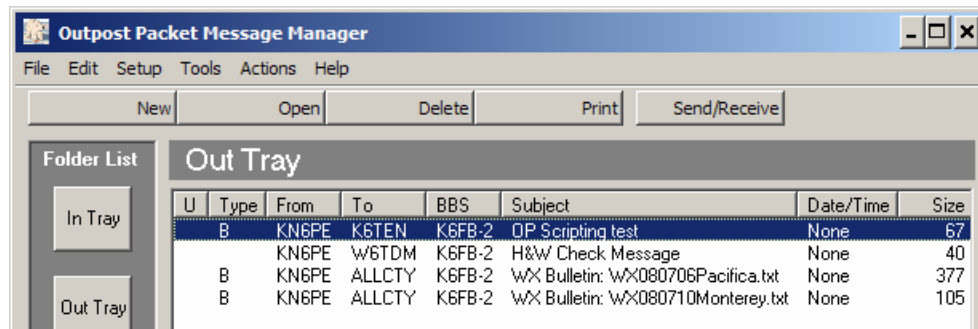 Outpost Packet Message Manager
File Edit Setup Tools Actions Help
New Open Delete Print Send/Receive
Folder List
In Tray
Out Tray
Out Tray
U Type From To BBS Subject Date/Time Size
B KN6PE K6TEN K6FB-2 OP Scripting test None 67
KN6PE W6TDM K6FB-2 H&W Check Message None 40
B KN6PE ALLCTY K6FB-2 WX Bulletin: WX080706Pacifica.txt None 377
B KN6PE ALLCTY K6FB-2 WX Bulletin: WX080710Monterey.txt None 105